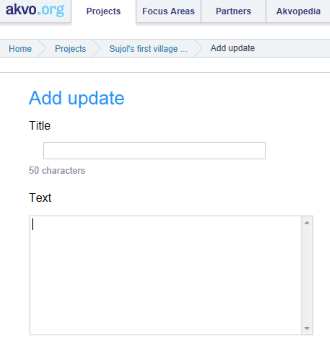 akvo.org Projects Focus Areas Partners Akvopedia
Home Projects Sujol's first village ... Add update
Add update
Title
50 characters
Text